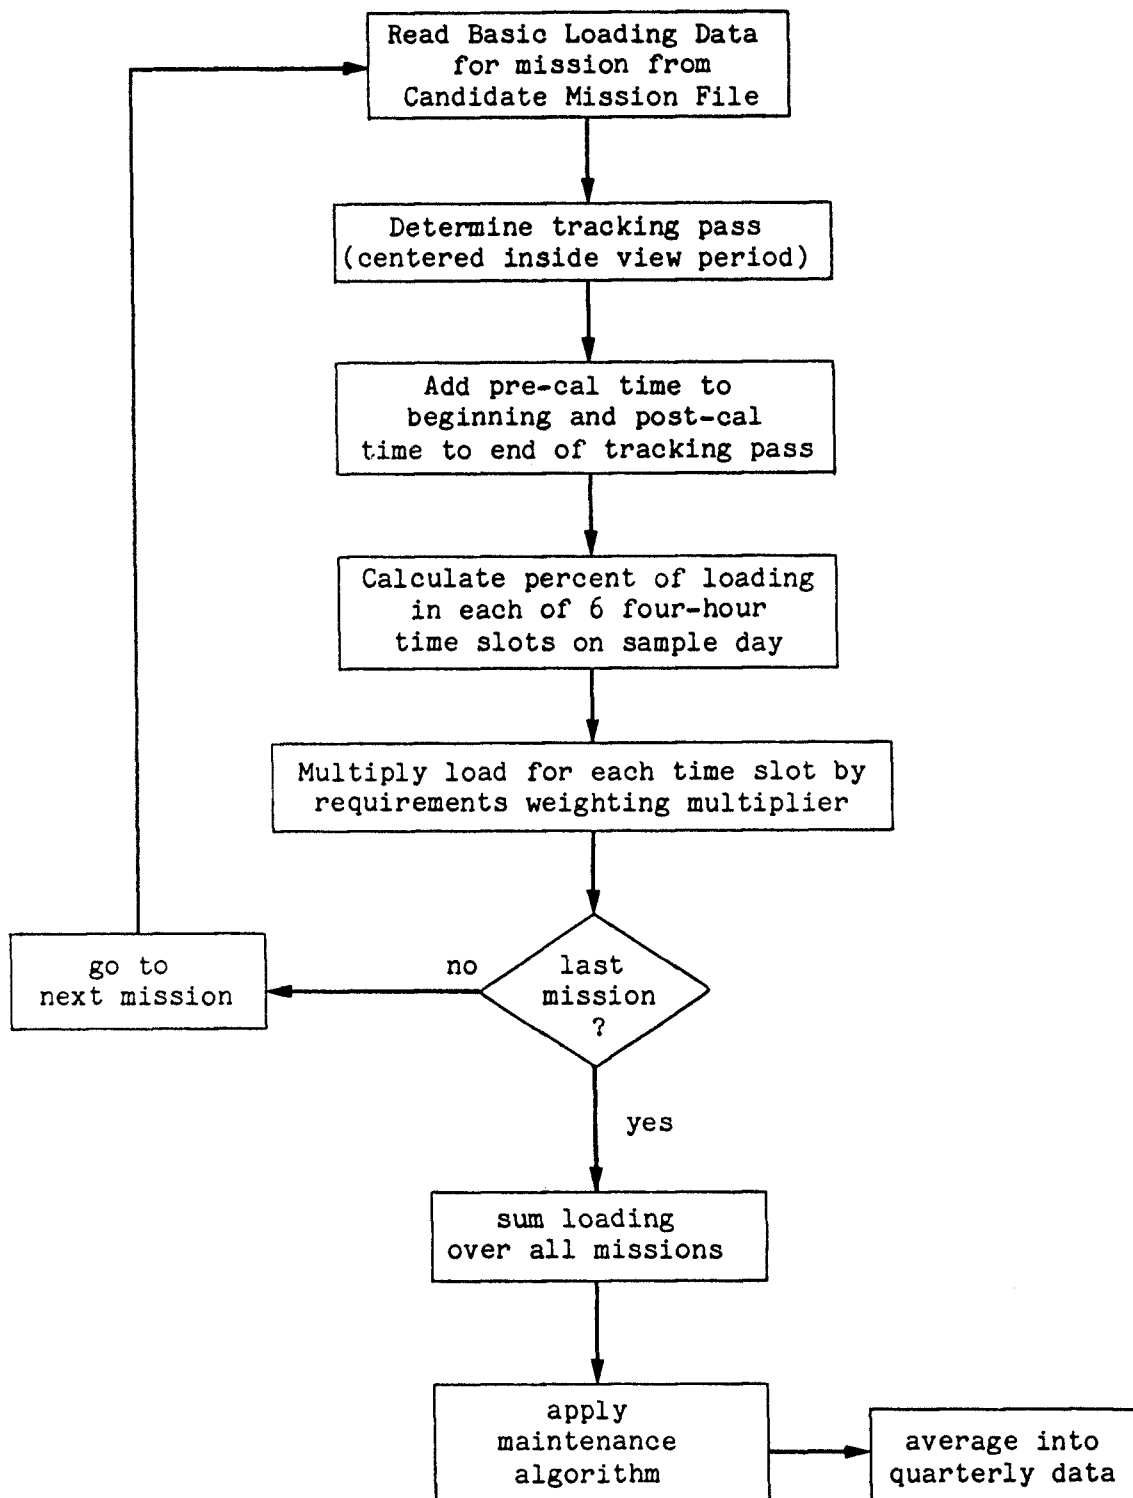 Read Basic Loading Data
for mission from
Candidate Mission File
Determine tracking pass
(centered inside view period)
Add pre-cal time to
beginning and post-cal
time to end of tracking pass
Calculate percent of loading
in each of 6 four-hour
time slots on sample day
Multiply load for each time slot by
requirements weighting multiplier
last
mission
?
no
go to
next mission
yes
sum loading
over all missions
apply
maintenance
algorithm
average into
quarterly data